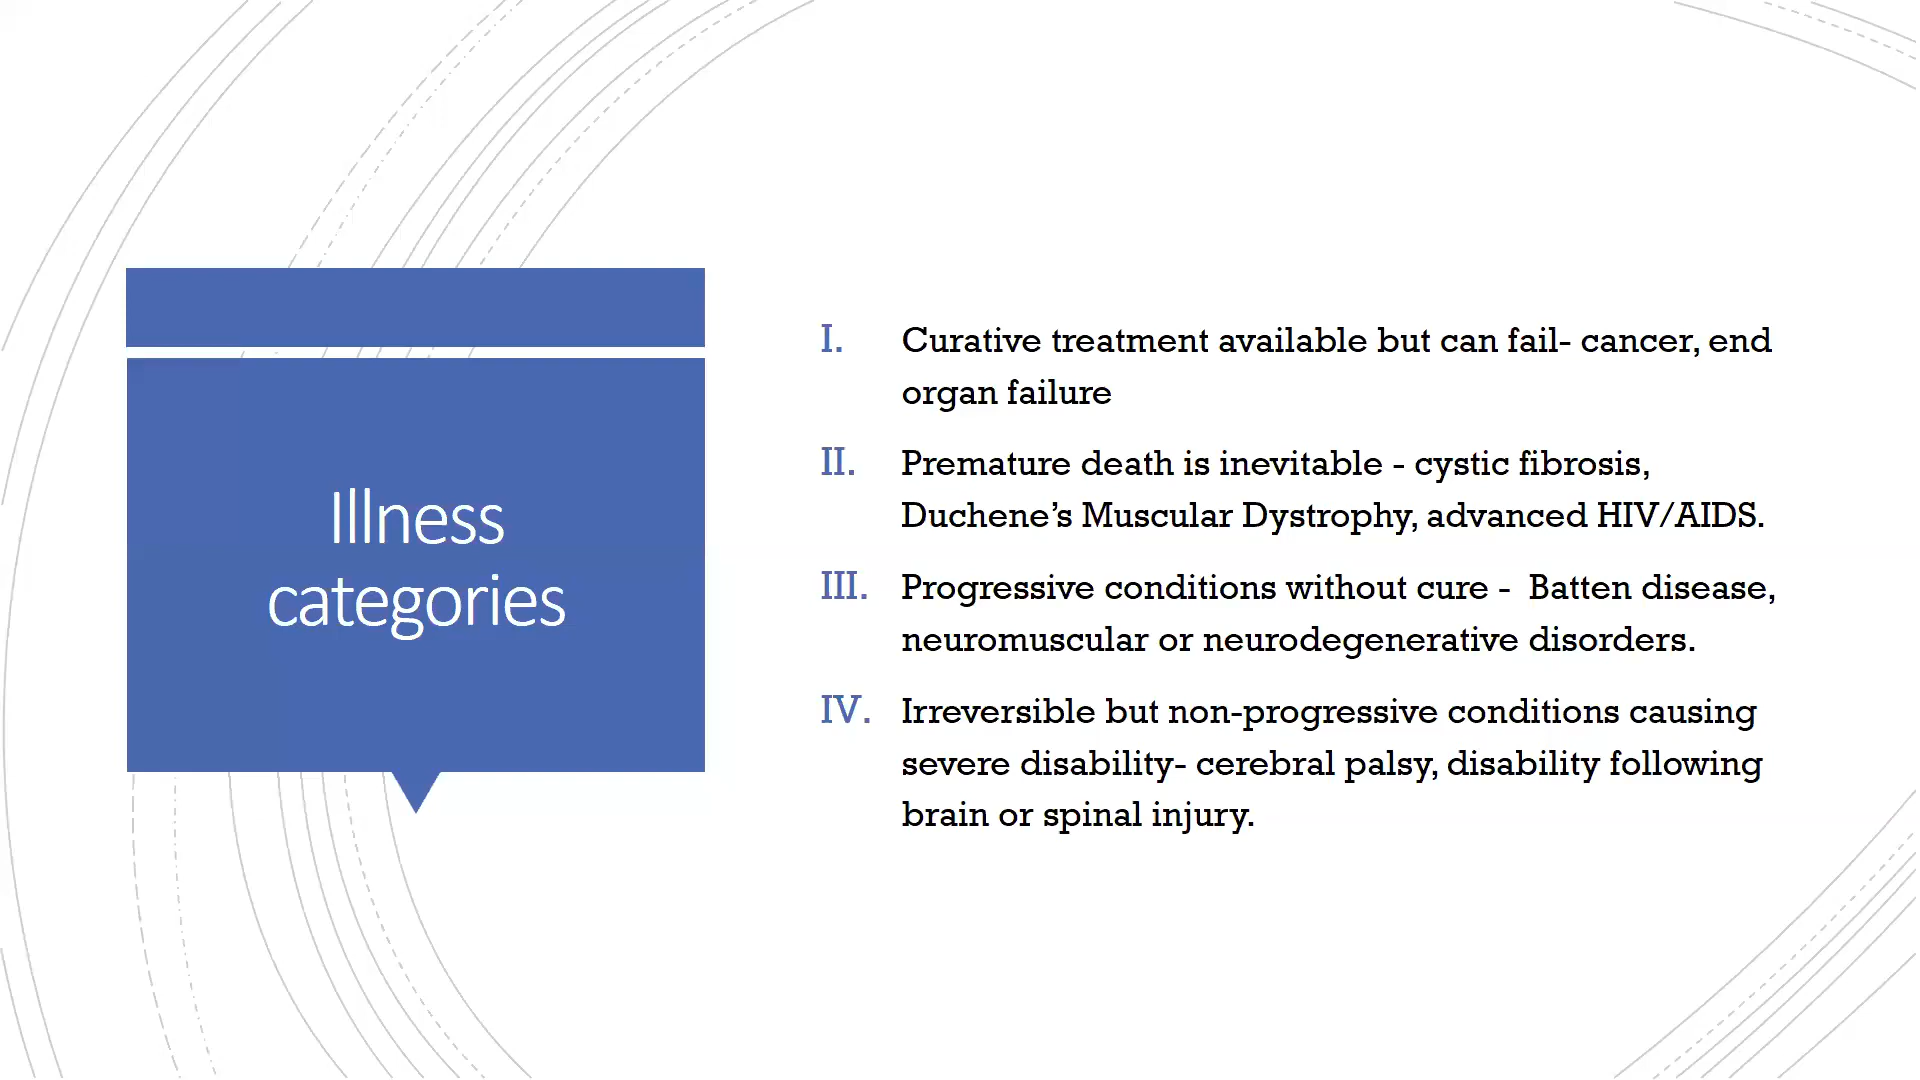 Illness
categories
I. Curative treatment available but can fail- cancer, end
organ failure
II. Premature death is inevitable - cystic fibrosis,
Duchene’s Muscular Dystrophy, advanced HIV/AIDS.
III. Progressive conditions without cure -  Batten disease,
neuromuscular or neurodegenerative disorders.
IV. Irreversible but non-progressive conditions causing
severe disability- cerebral palsy, disability following
brain or spinal injury.